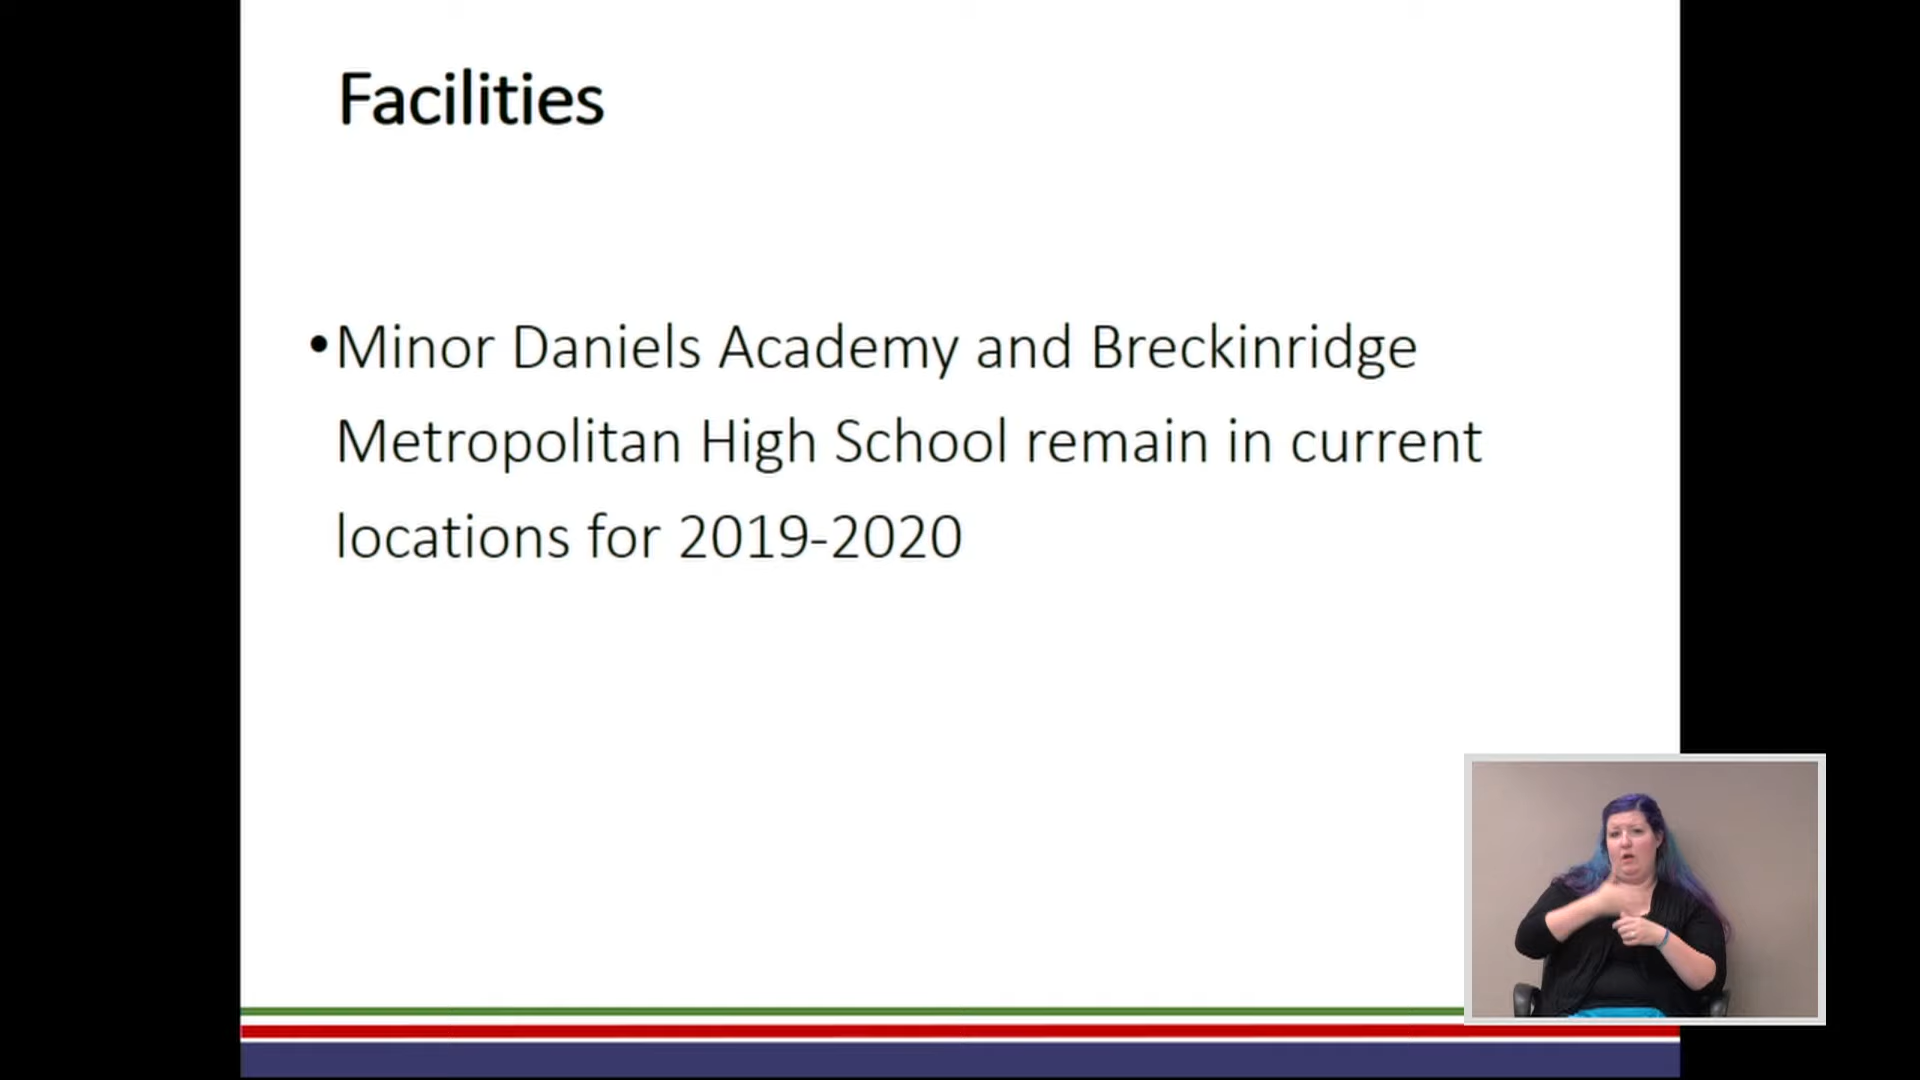 Facilities
•Minor Daniels Academy and Breckinridge
Metropolitan High School remain in current
locations for 2019-2020